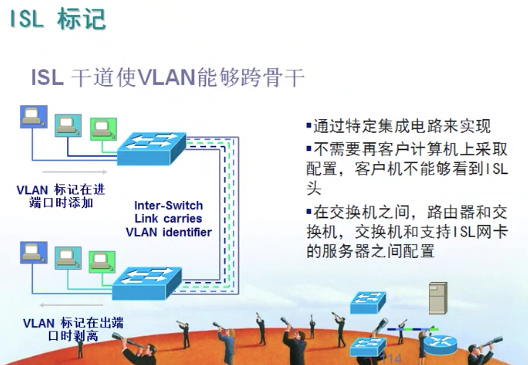 ISL 标记
ISL 干道使VLAN能够跨骨干
VLAN 标记在进
端口时添加
Inter-Switch
Link carries
VLAN identifier
VLAN 标记在出端
口时剥离
▪通过特定集成电路来实现
▪不需要再客户计算机上采取
配置，客户机不能够看到ISL
头
▪在交换机之间，路由器和交
换机，交换机和支持ISL网卡
的服务器之间配置
114